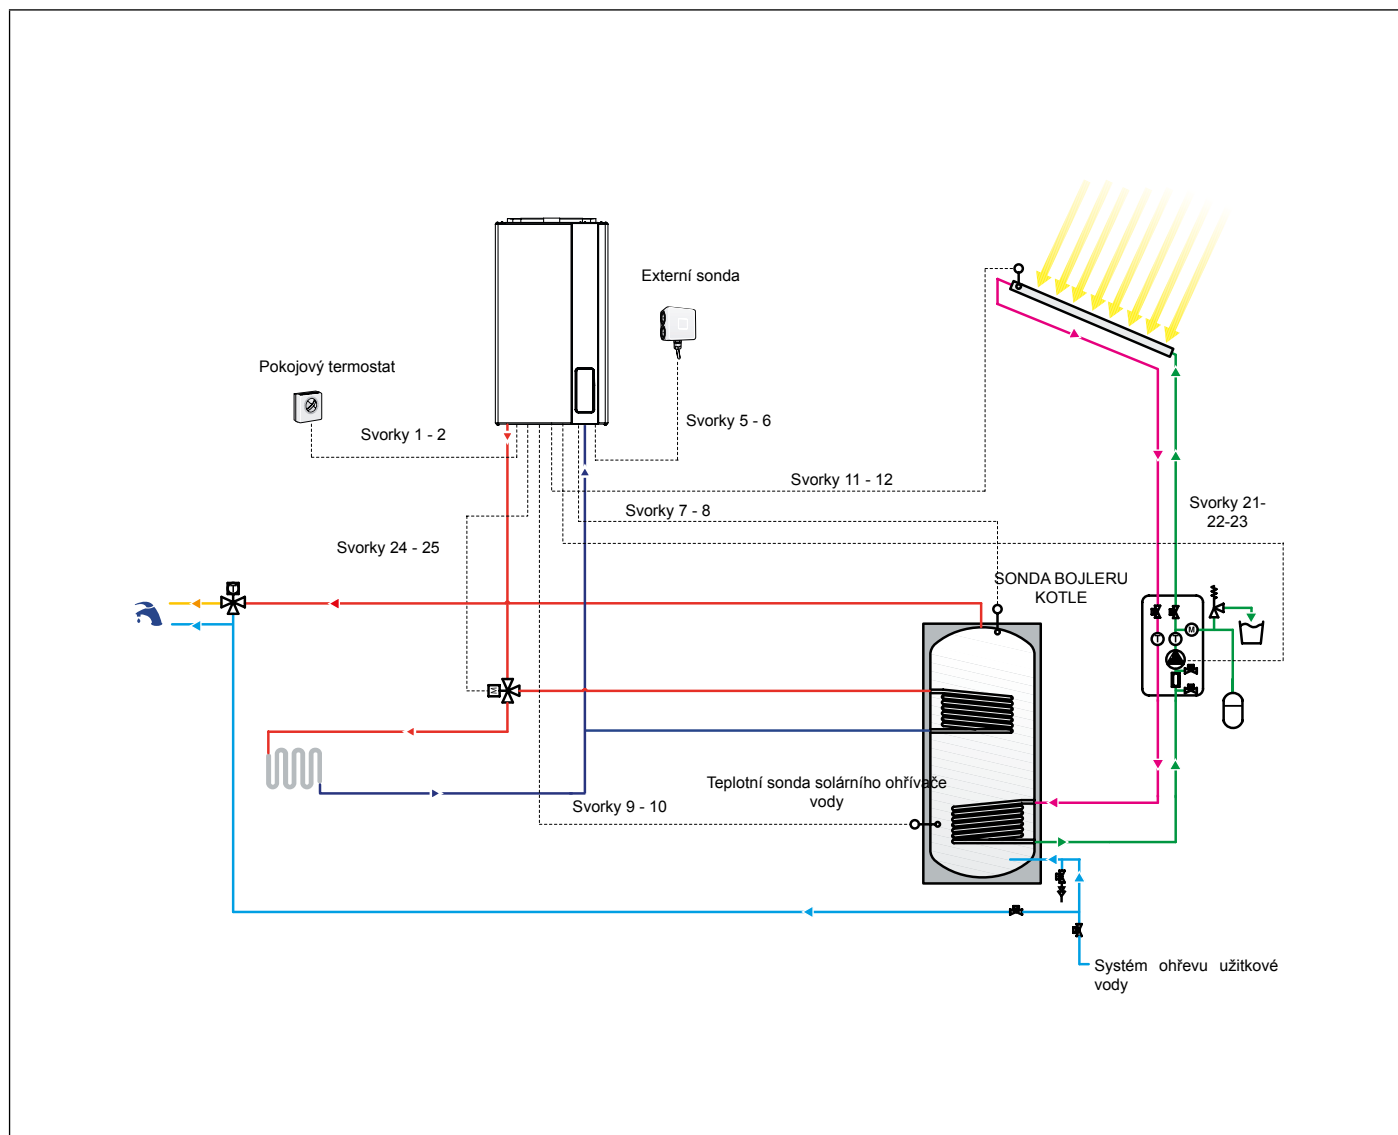 Externí sonda
Pokojový termostat
Svorky 1 - 2
Svorky 5 - 6
Svorky 11 - 12
Svorky 7 - 8
Svorky 21-
22-23
Svorky 24 - 25
SONDA BOJLERU
KOTLE
M
T
T
M
Teplotní sonda solárního ohřívače
vody
Svorky 9 - 10
Systém ohřevu užitkové
vody